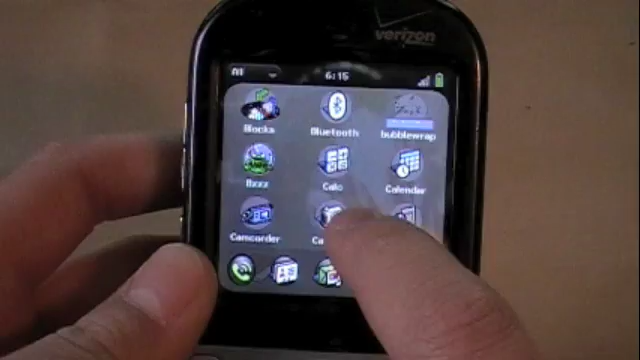 verizon
All
6:15
Blocks
Bluetooth
bubblewrap
Bzzz
Calc
Calendar
Camcorder